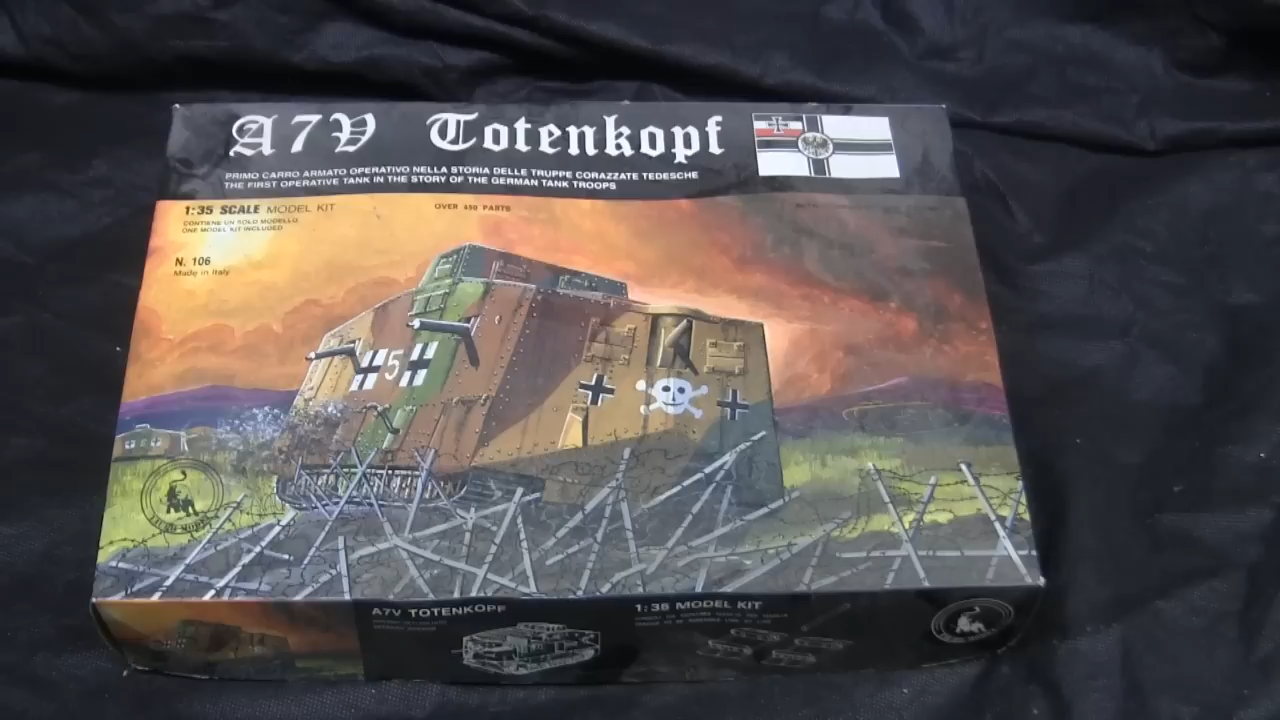 A7V Totenkopf
PRIMO CARRO ARMATO OPERATIVO NELLA STORIA DELLE TRUPPE CORAZZATE TEDESCHE
THE FIRST OPERATIVE TANK IN THE STORY OF THE GERMAN TANK TROOPS
1:35 SCALE MODEL KIT
CONTIENE UN SOLO MODELLO
ONE MODEL KIT INCLUDED
OVER 450 PARTS
N. 106
Made in Italy
5
A7V TOTENKOPF
1:35 MODEL KIT